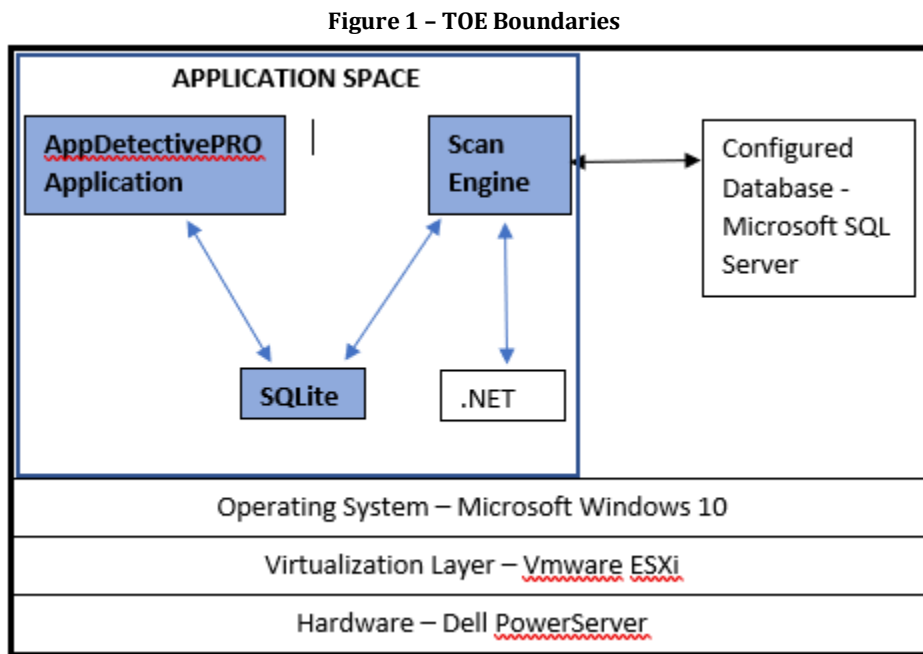 Figure 1 – TOE Boundaries
APPLICATION SPACE
AppDetectivePRO
Application
Scan
Engine
Configured
Database -
Microsoft SQL
Server
SQLite
.NET
Operating System – Microsoft Windows 10
Virtualization Layer – Vmware ESXi
Hardware – Dell PowerServer